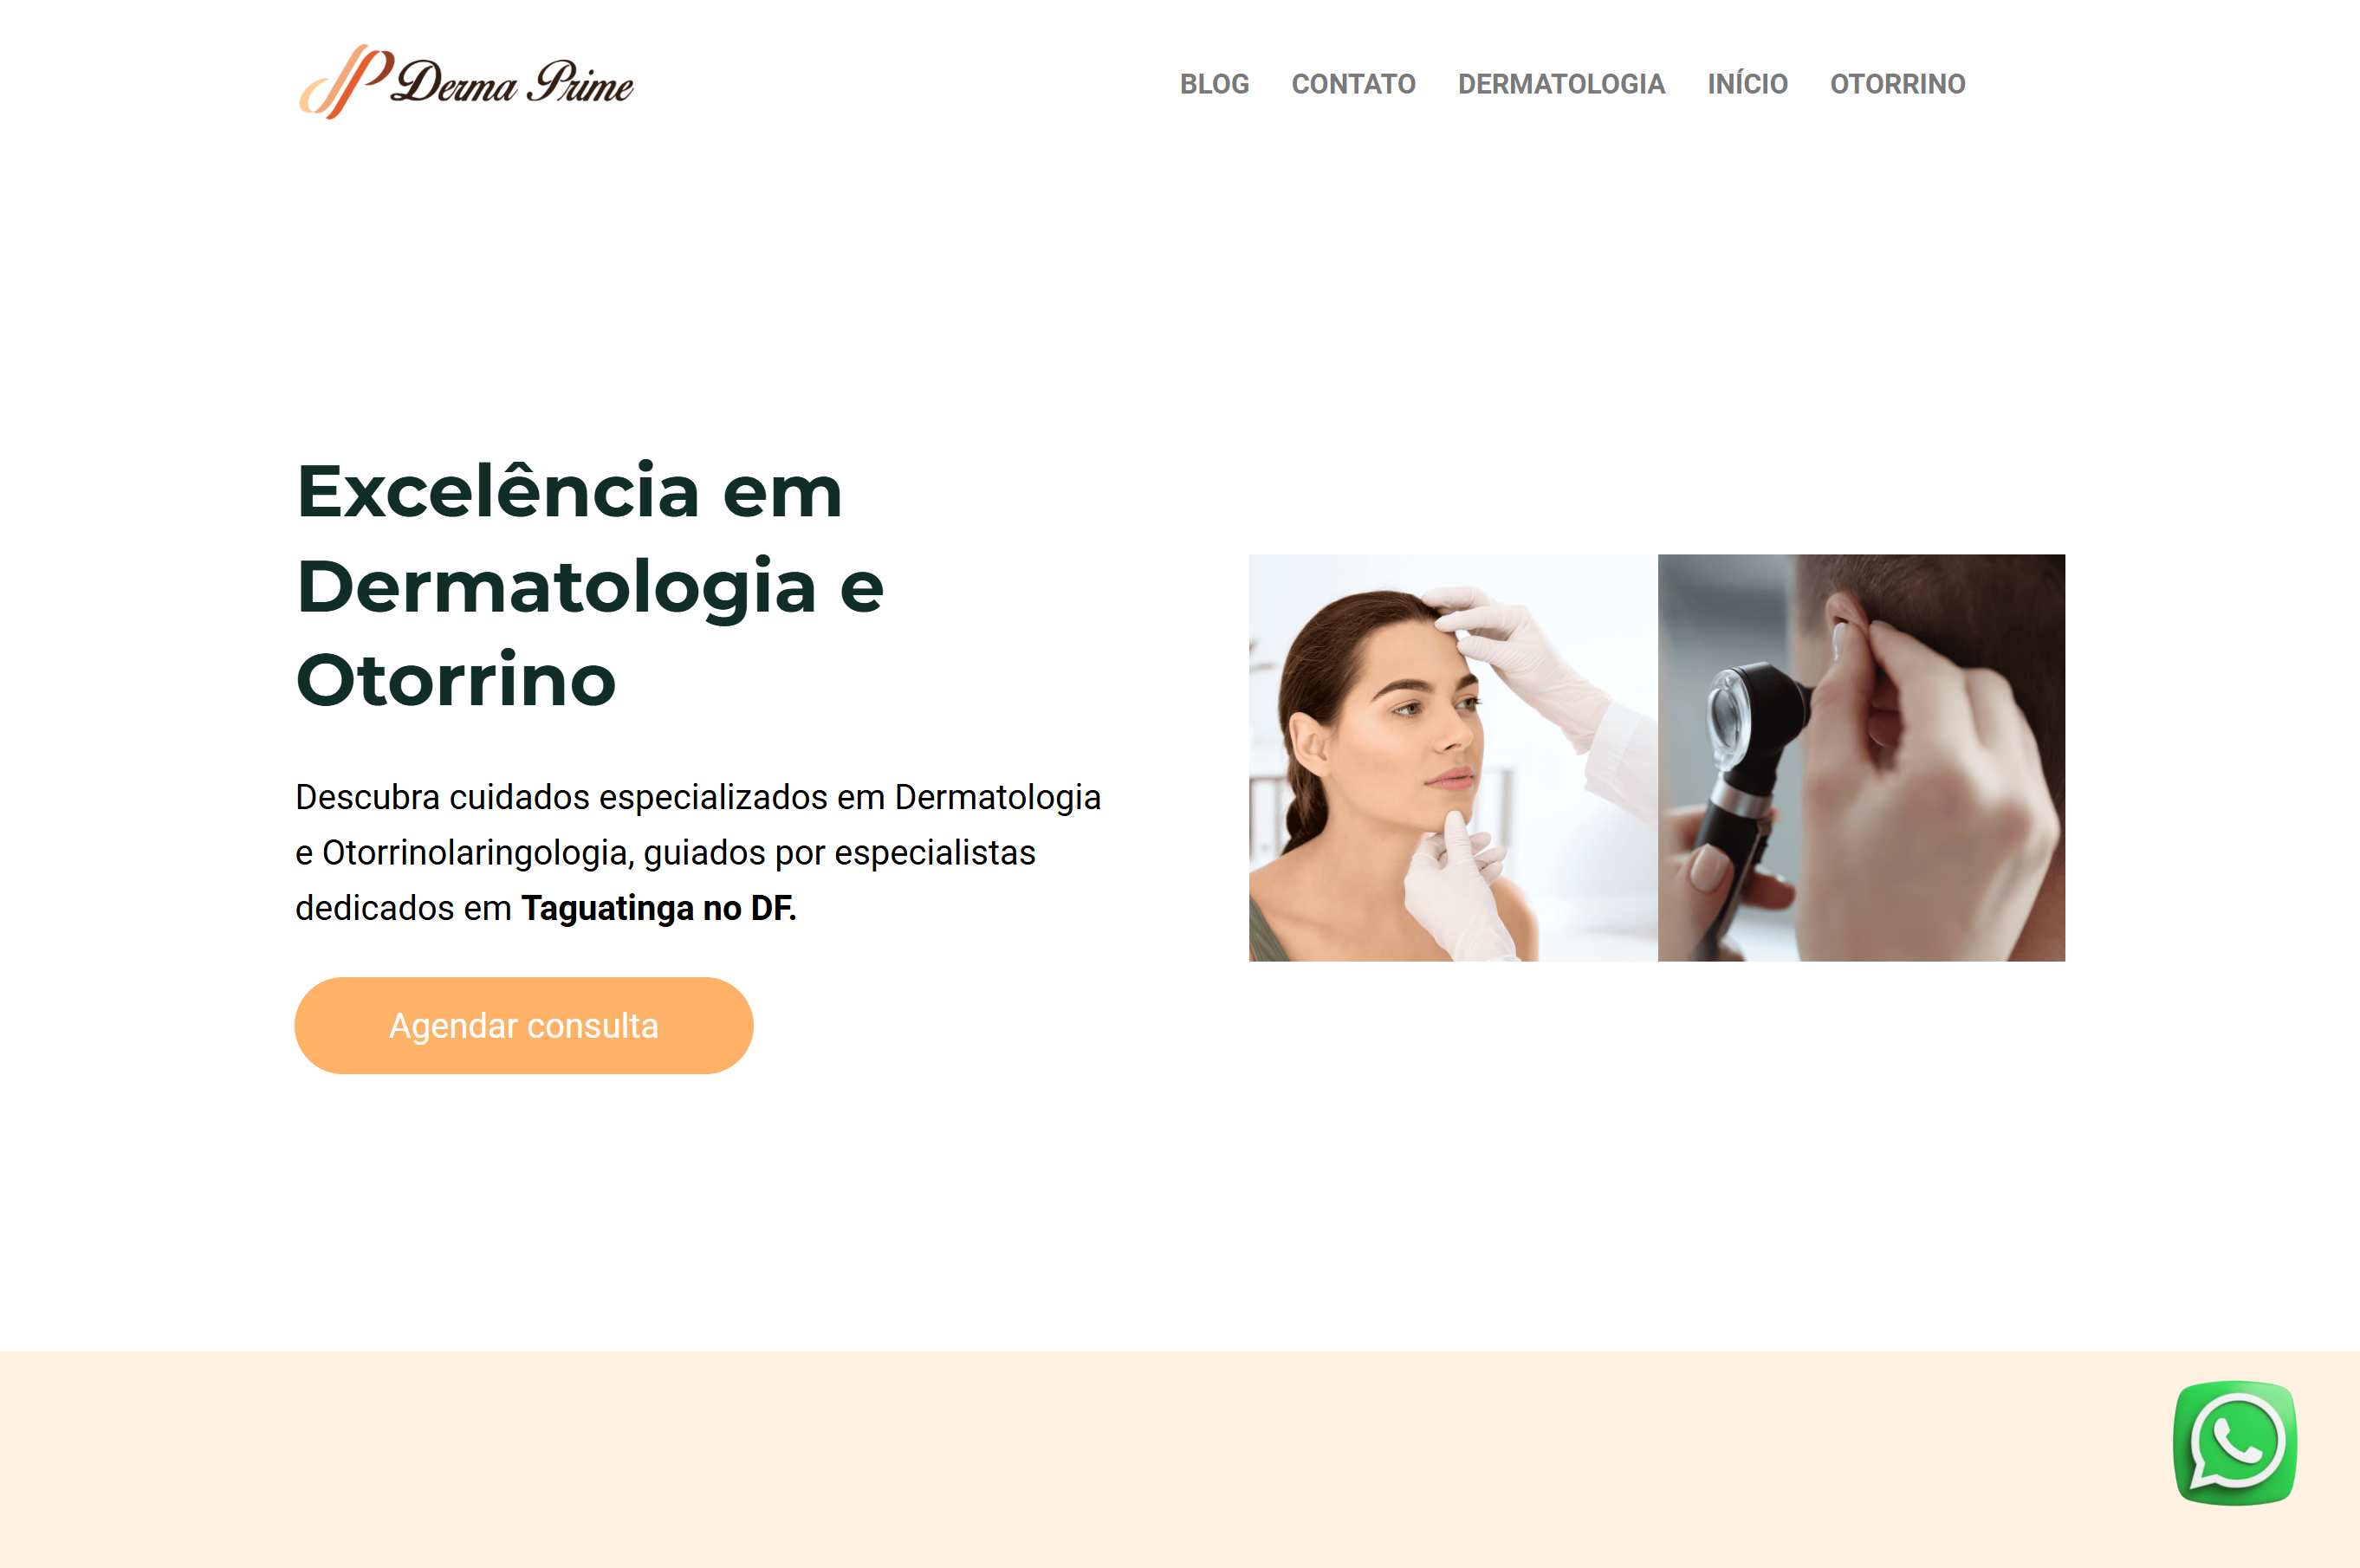 Derma Prime
BLOG CONTATO DERMATOLOGIA INÍCIO OTORRINO
Excelência em
Dermatologia e
Otorrino
Descubra cuidados especializados em Dermatologia
e Otorrinolaringologia, guiados por especialistas
dedicados em Taguatinga no DF.
Agendar consulta